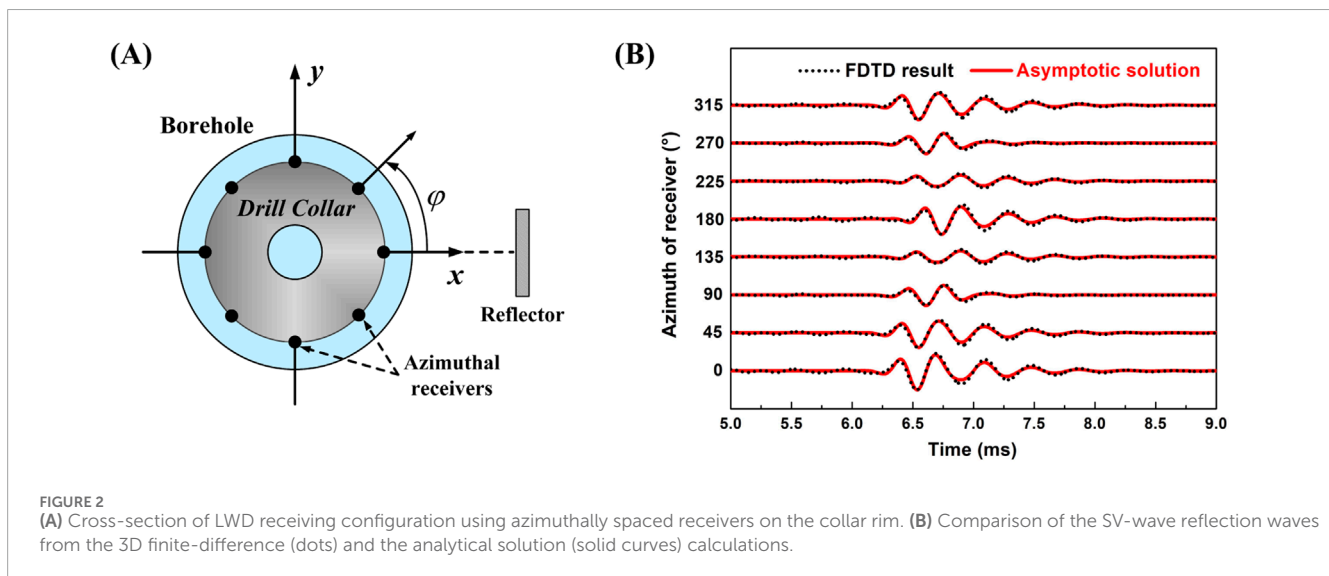 (A)
y
Borehole
Drill Collar
φ
x
Reflector
Azimuthal
receivers
(B)
FDTD result
Asymptotic solution
Azimuth of receiver (°)
315
270
225
180
135
90
45
0
5.0 5.5 6.0 6.5 7.0 7.5 8.0 8.5 9.0
Time (ms)
FIGURE 2
(A) Cross-section of LWD receiving configuration using azimuthally spaced receivers on the collar rim. (B) Comparison of the SV-wave reflection waves
from the 3D finite-difference (dots) and the analytical solution (solid curves) calculations.